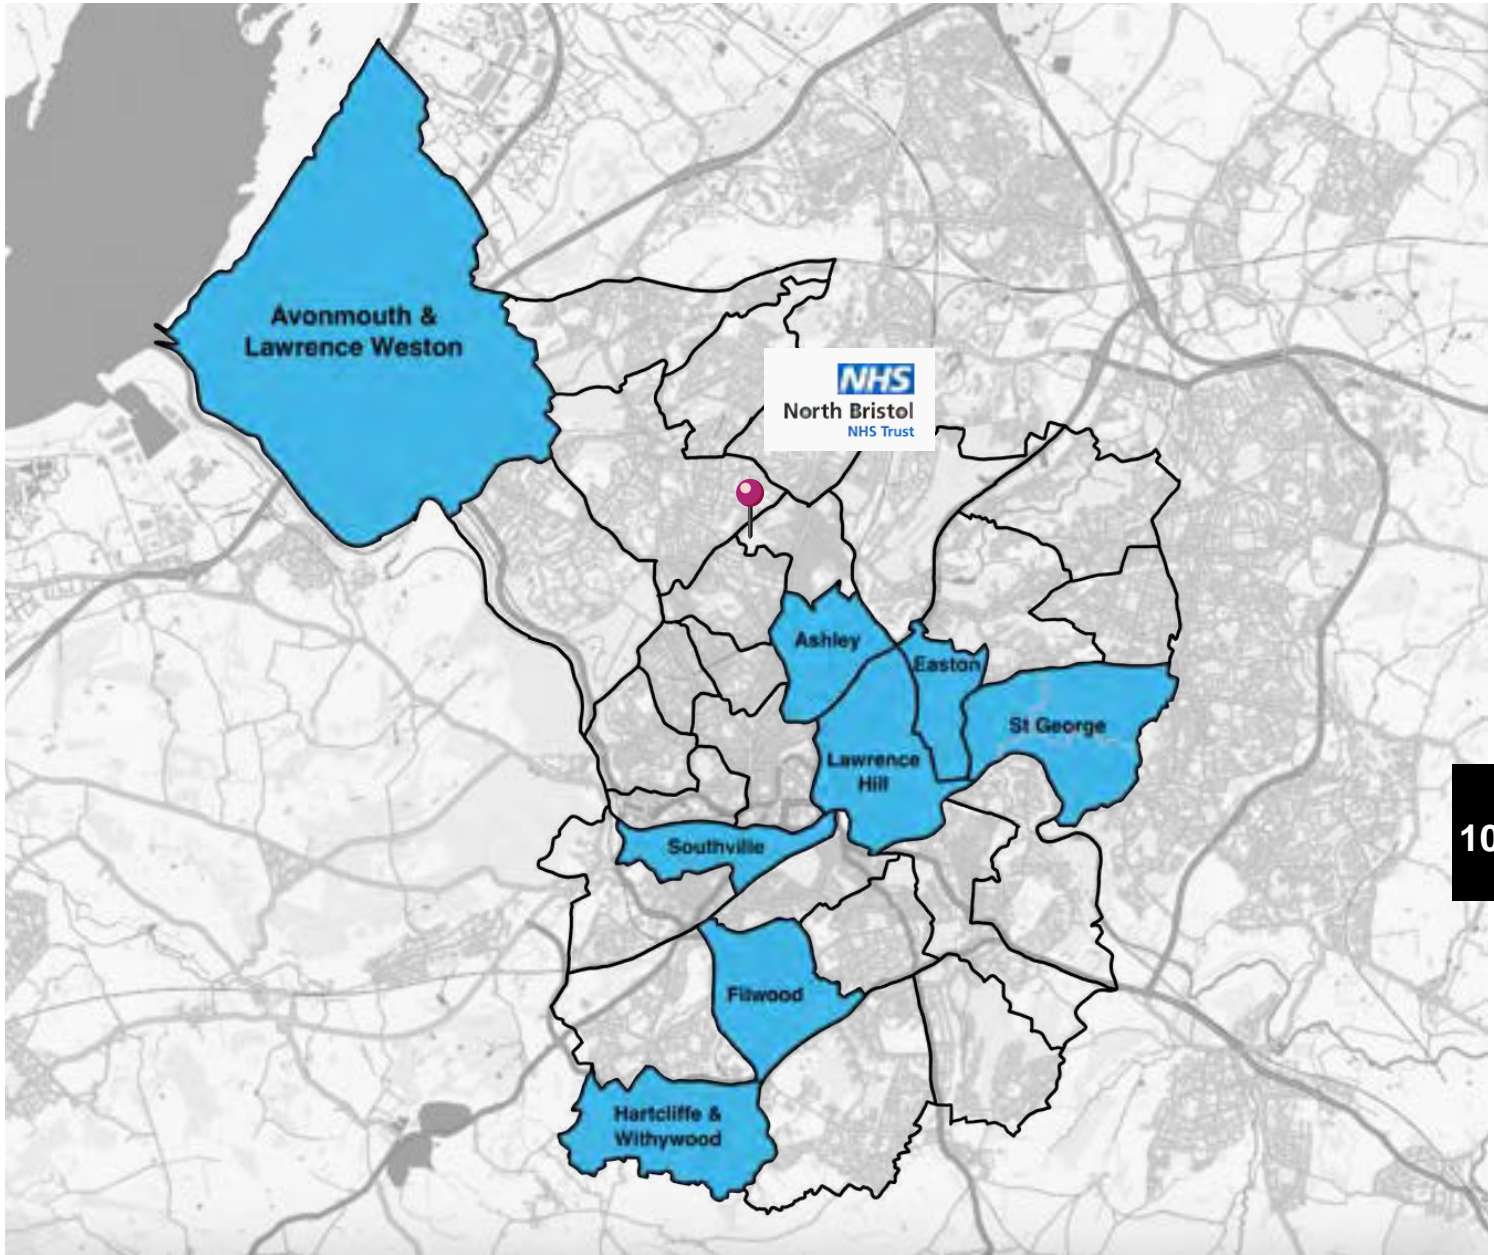 Avonmouth &
Lawrence Weston
NHS
North Bristol
NHS Trust
Ashley
Easton
St George
Lawrence
Hill
Southville
Filwood
Hartcliffe &
Withywood
10